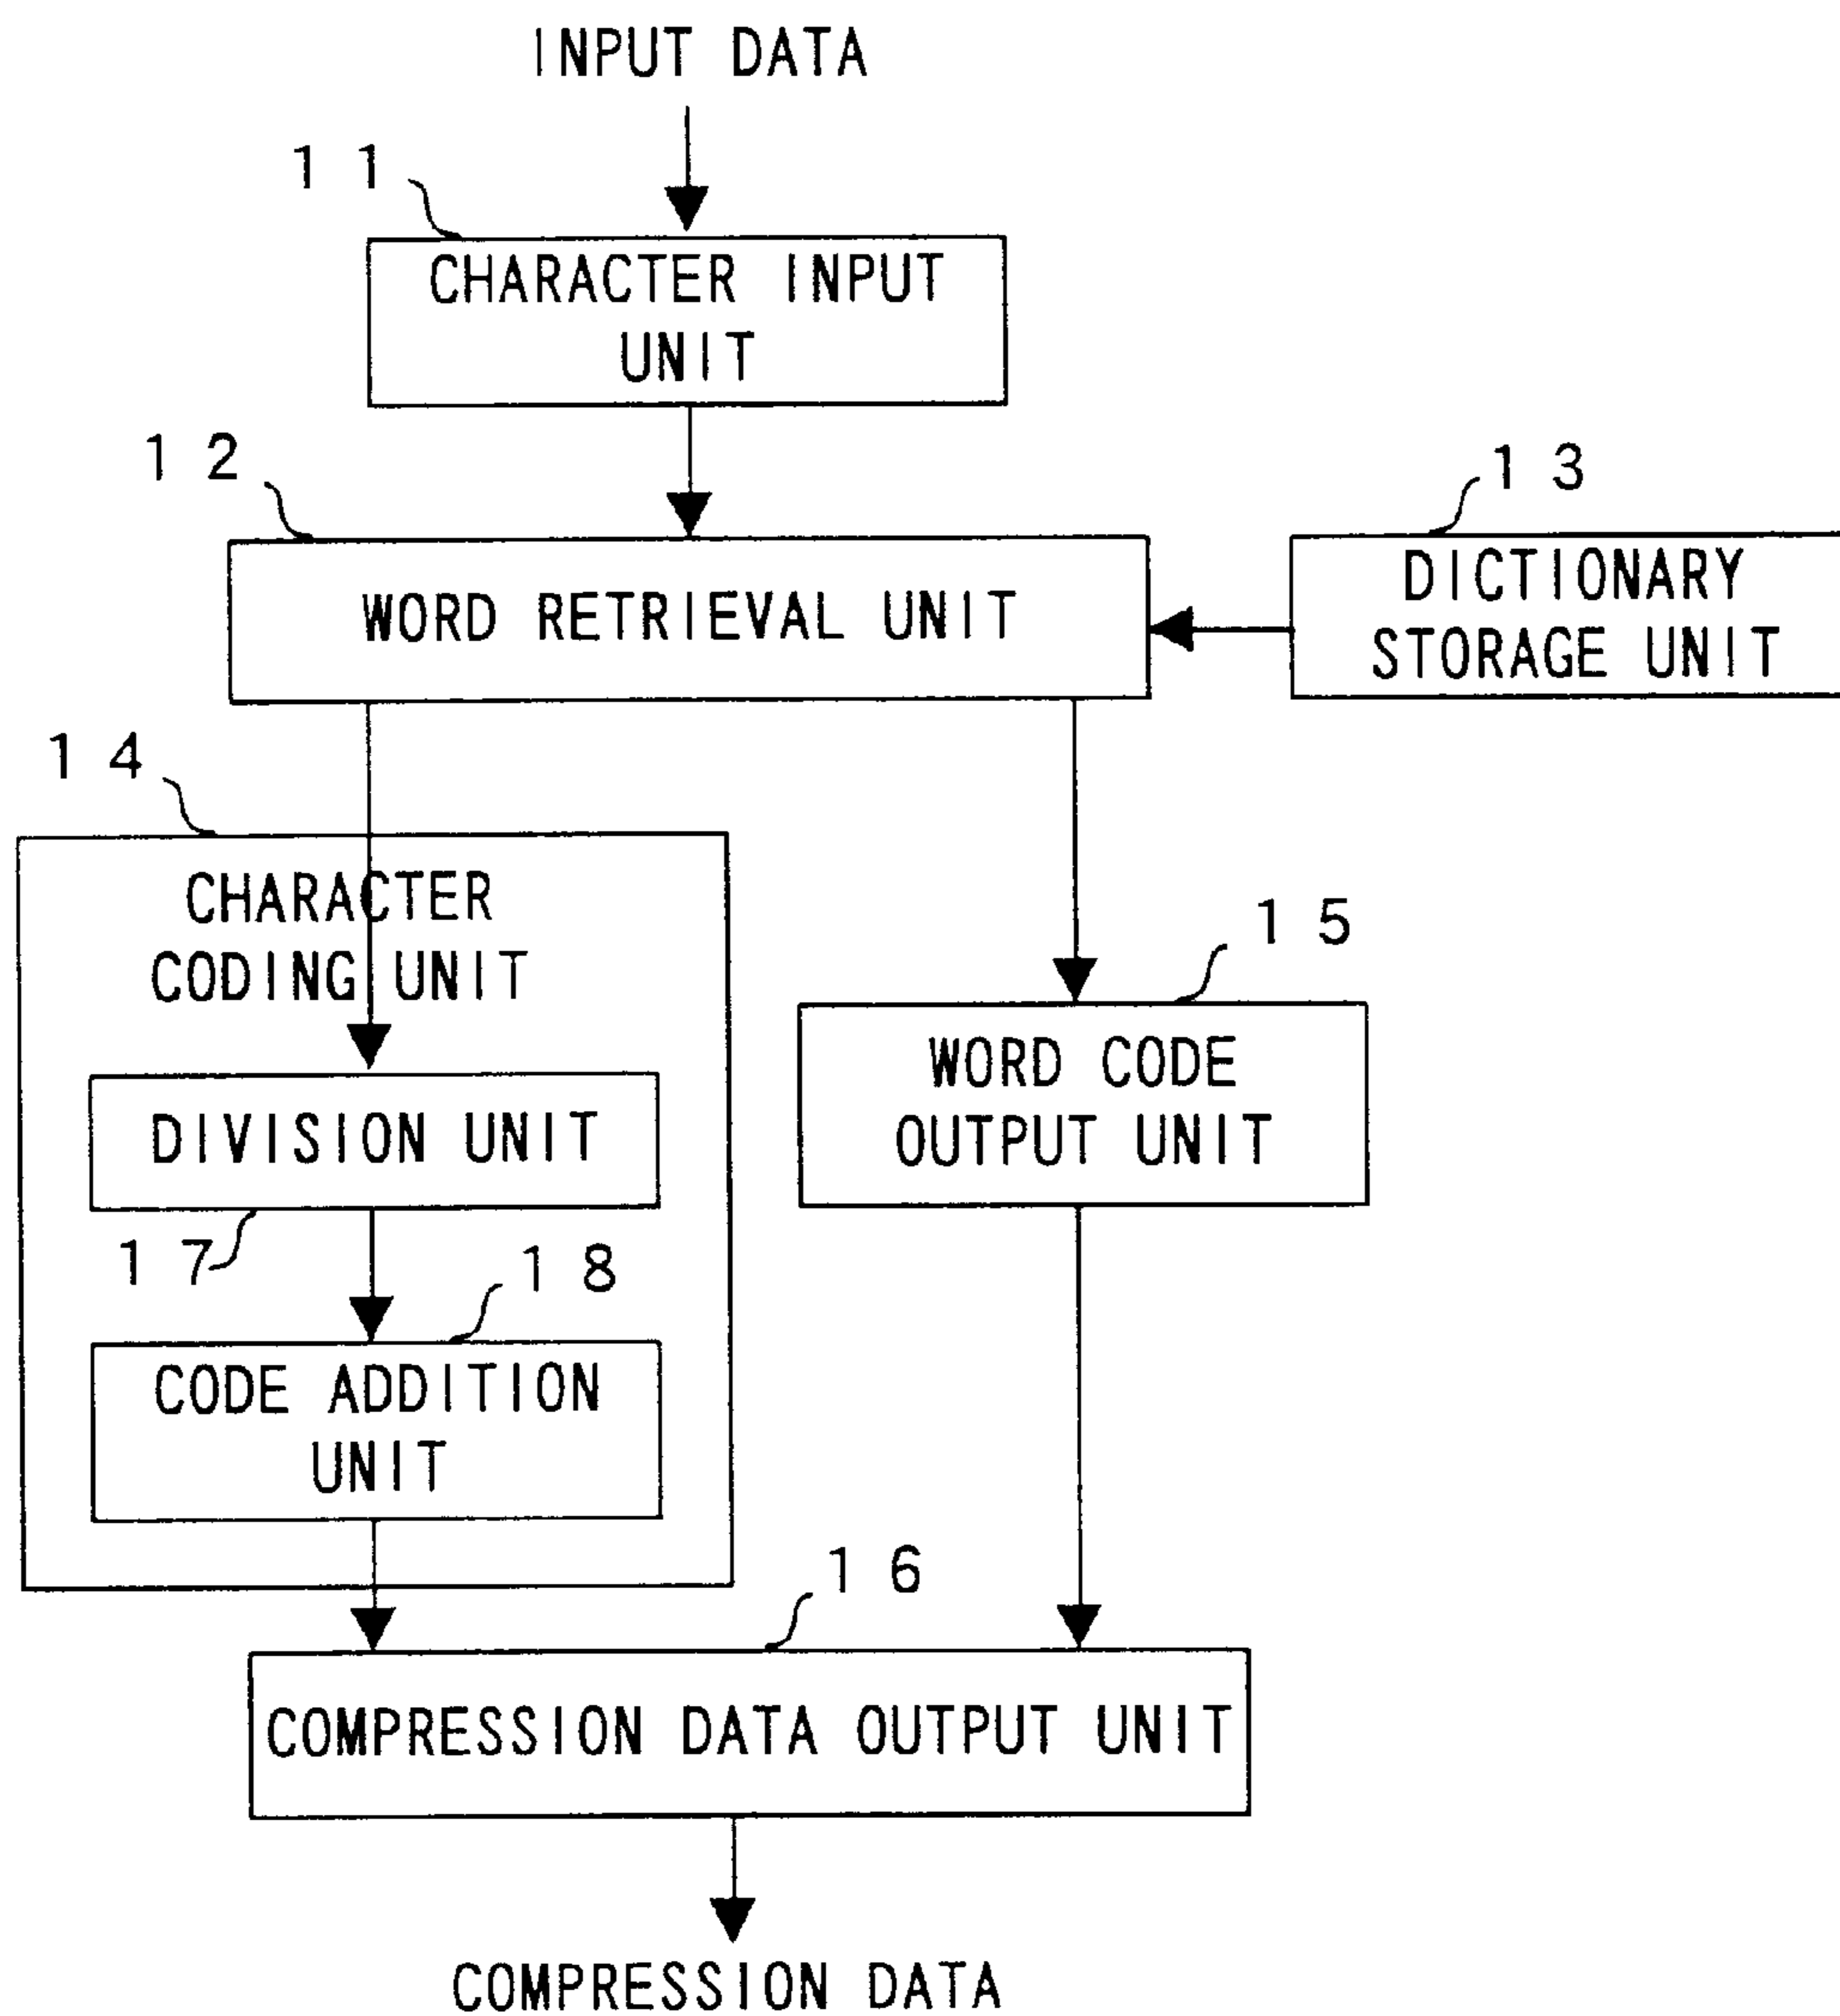 INPUT DATA
11
CHARACTER INPUT
UNIT
12
WORD RETRIEVAL UNIT
13
DICTIONARY
STORAGE UNIT
14
CHARACTER
CODING UNIT
DIVISION UNIT
17
18
CODE ADDITION
UNIT
15
WORD CODE
OUTPUT UNIT
16
COMPRESSION DATA OUTPUT UNIT
COMPRESSION DATA